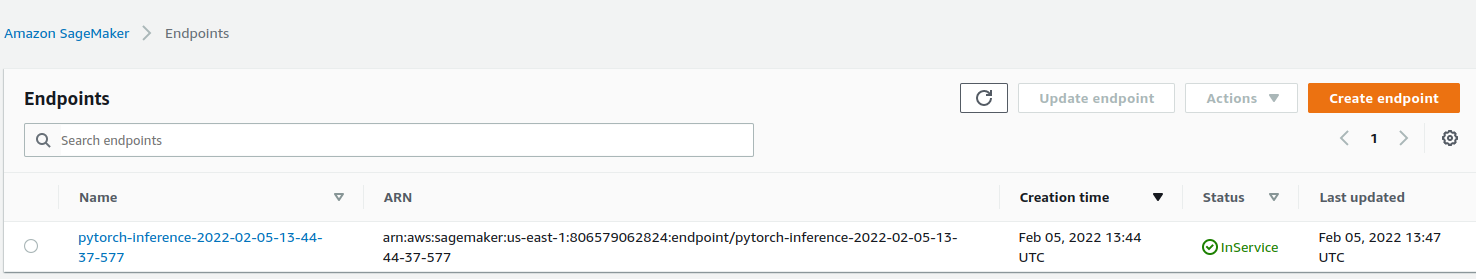 Amazon SageMaker > Endpoints
Endpoints
Update endpoint
Actions
Create endpoint
Search endpoints
1
Name
ARN
Creation time
Status
Last updated
pytorch-inference-2022-02-05-13-44-
37-577
arn:aws:sagemaker:us-east-1:806579062824:endpoint/pytorch-inference-2022-02-05-13-
44-37-577
Feb 05, 2022 13:44
UTC
InService
Feb 05, 2022 13:47
UTC